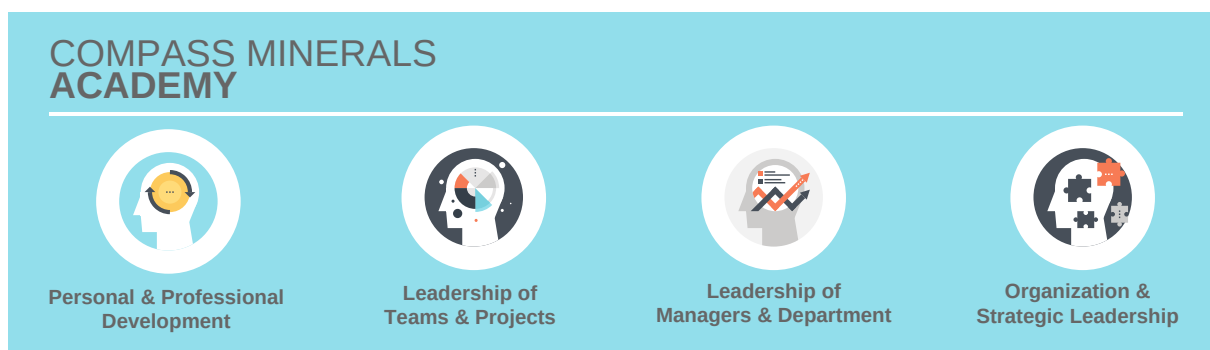 COMPASS MINERALS
ACADEMY
Personal & Professional
Development
Leadership of
Teams & Projects
Leadership of
Managers & Department
Organization &
Strategic Leadership